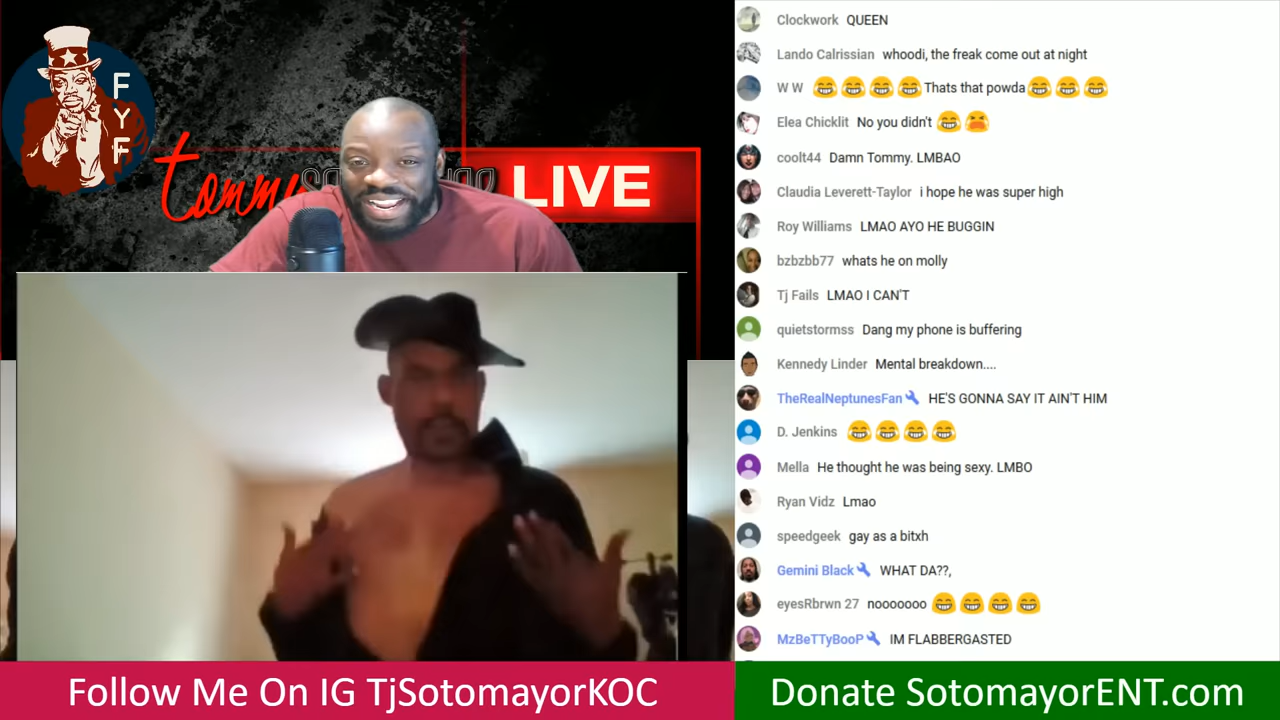 FYF
tommy
LIVE
Follow Me On IG TjSotomayorKOC
Clockwork QUEEN
Lando Calrissian whoodi, the freak come out at night
W W 😂😂😂😂 Thats that powda 😂😂😂
Elea Chicklit No you didn't 😂😫
coolt44 Damn Tommy. LMBAO
Claudia Leverett-Taylor i hope he was super high
Roy Williams LMAO AYO HE BUGGIN
bzbzbb77 whats he on molly
Tj Fails LMAO I CAN'T
quietstormss Dang my phone is buffering
Kennedy Linder Mental breakdown....
TheRealNeptunesFan HE'S GONNA SAY IT AIN'T HIM
D. Jenkins 😂😂😂😂
Mella He thought he was being sexy. LMBO
Ryan Vidz Lmao
speedgeek gay as a bitxh
Gemini Black WHAT DA??,
eyesRbrwn 27 nooooooo 😂😂😂😂
MzBeTTyBooP IM FLABBERGASTED
Donate SotomayorENT.com